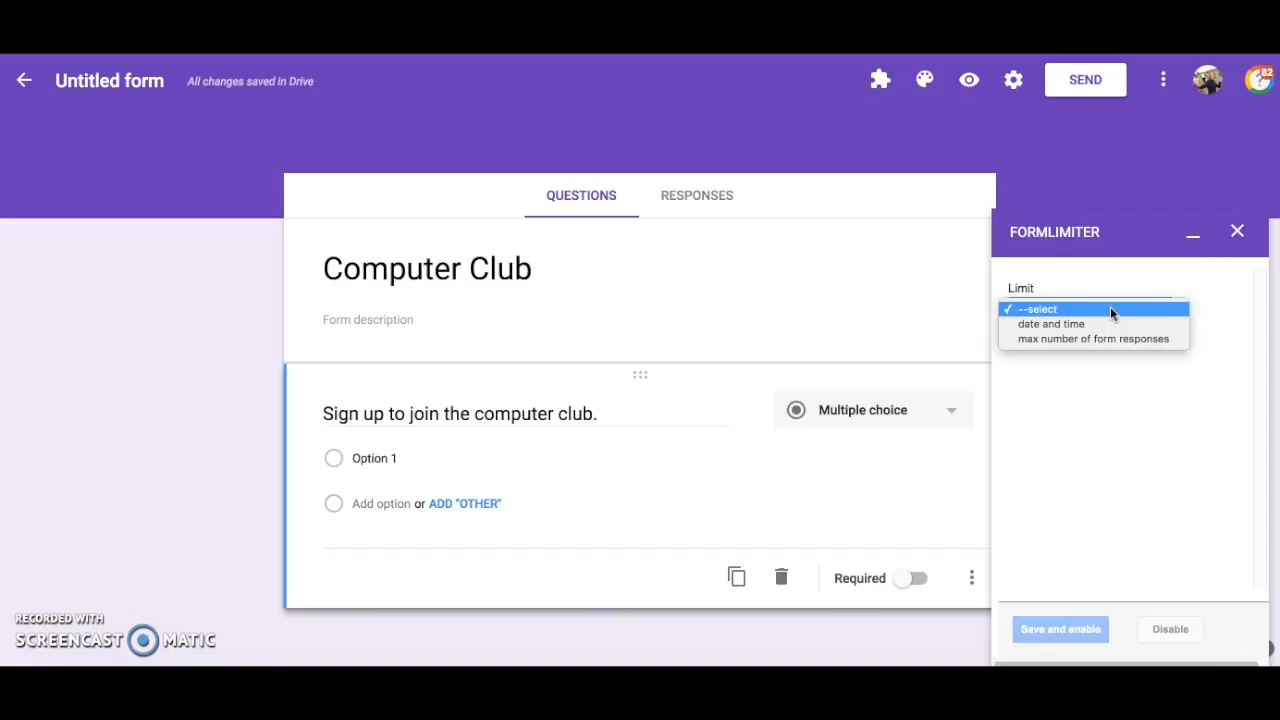 Untitled form
All changes saved in Drive
SEND
82
QUESTIONS
RESPONSES
FORMLIMITER
Computer Club
Form description
Limit
✓ --select
date and time
max number of form responses
Sign up to join the computer club.
Multiple choice
Option 1
Add option or ADD "OTHER"
Required
Save and enable
Disable
RECORDED WITH
SCREENCAST MATIC